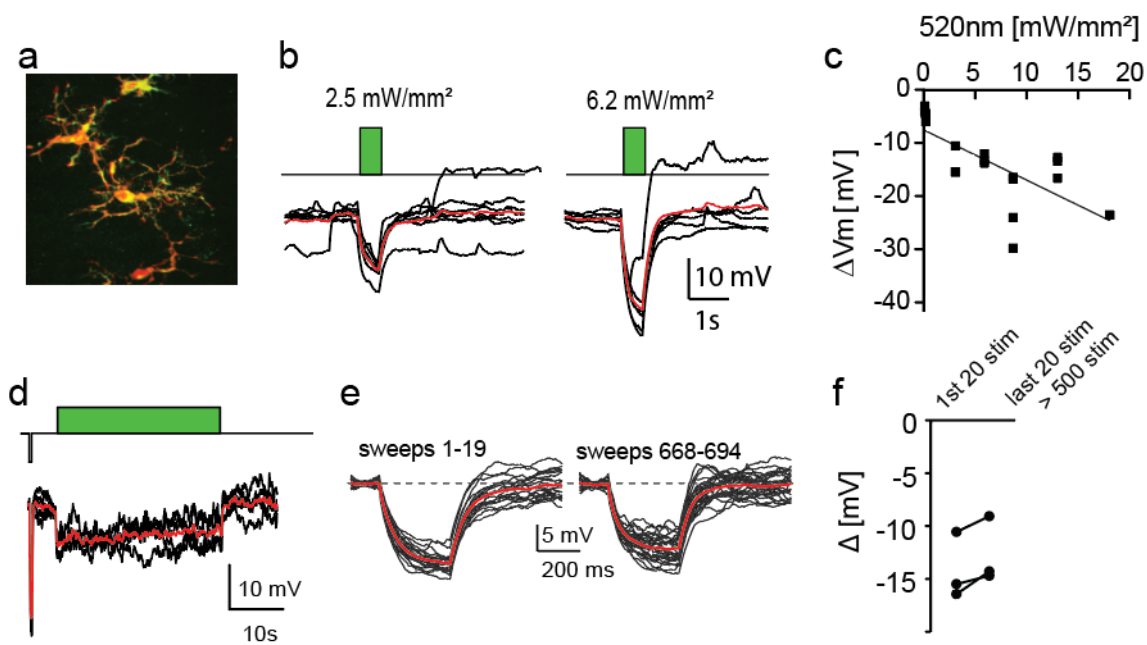 a
b
2.5 mW/mm²
6.2 mW/mm²
10 mV
1s
c
520nm [mW/mm²]
0 5 10 15 20
0
-10
-20
-30
-40
ΔVm [mV]
d
10 mV
10s
e
sweeps 1-19
sweeps 668-694
5 mV
200 ms
f
1st 20 stim
last 20 stim
> 500 stim
0
-5
-10
-15
Δ [mV]